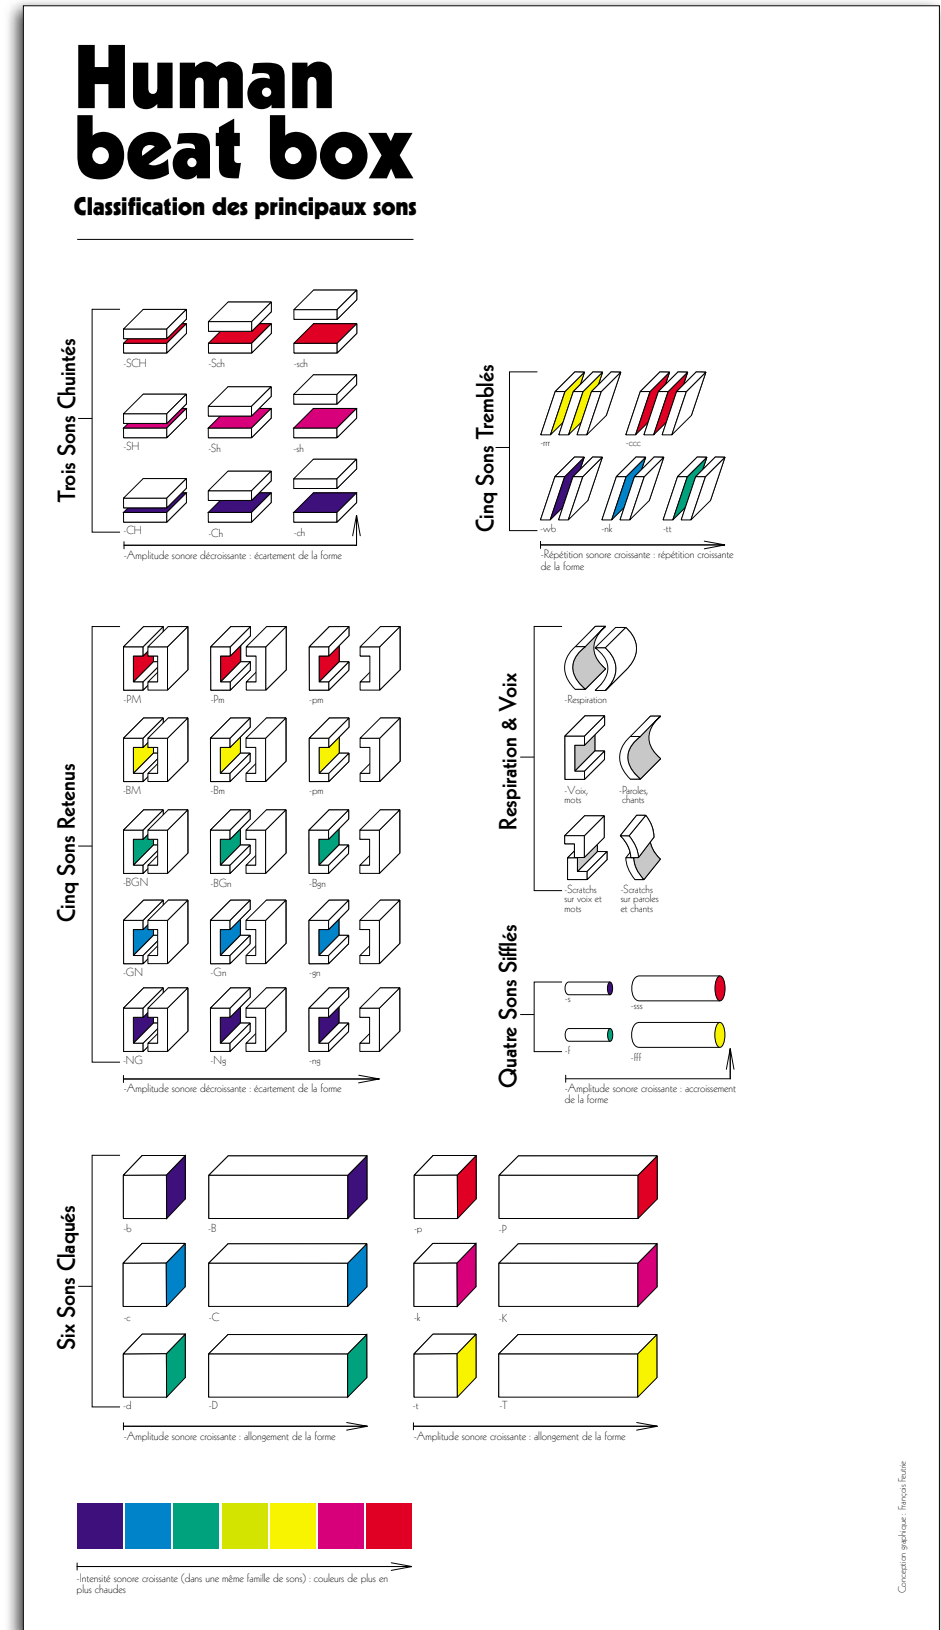 Human
beat box
Classification des principaux sons
Trois Sons Chuintés
-SCH
-Sch
-sch
-SH
-Sh
-sh
-CH
-Ch
-ch
-Amplitude sonore décroissante : écartement de la forme
Cinq Sons Tremblés
-rrr
-ccc
-wb
-nk
-tt
-Répétition sonore croissante : répétition croissante
de la forme
Cinq Sons Retenus
-PM
-Pm
-pm
-BM
-Bm
-pm
-BGN
-BGn
-Bgn
-GN
-Gn
-gn
-NG
-Ng
-ng
-Amplitude sonore décroissante : écartement de la forme
Respiration & Voix
-Respiration
-Voix,
mots
-Paroles,
chants
-Scratchs
sur voix et
mots
-Scratchs
sur paroles
et chants
Quatre Sons Sifflés
-s
-sss
-f
-fff
-Amplitude sonore croissante : accroissement
de la forme
Six Sons Claqués
-b
-B
-p
-P
-c
-C
-k
-K
-d
-D
-t
-T
-Amplitude sonore croissante : allongement de la forme
-Amplitude sonore croissante : allongement de la forme
-Intensité sonore croissante (dans une même famille de sons) : couleurs de plus en
plus chaudes
Conception graphique : François Feutrie